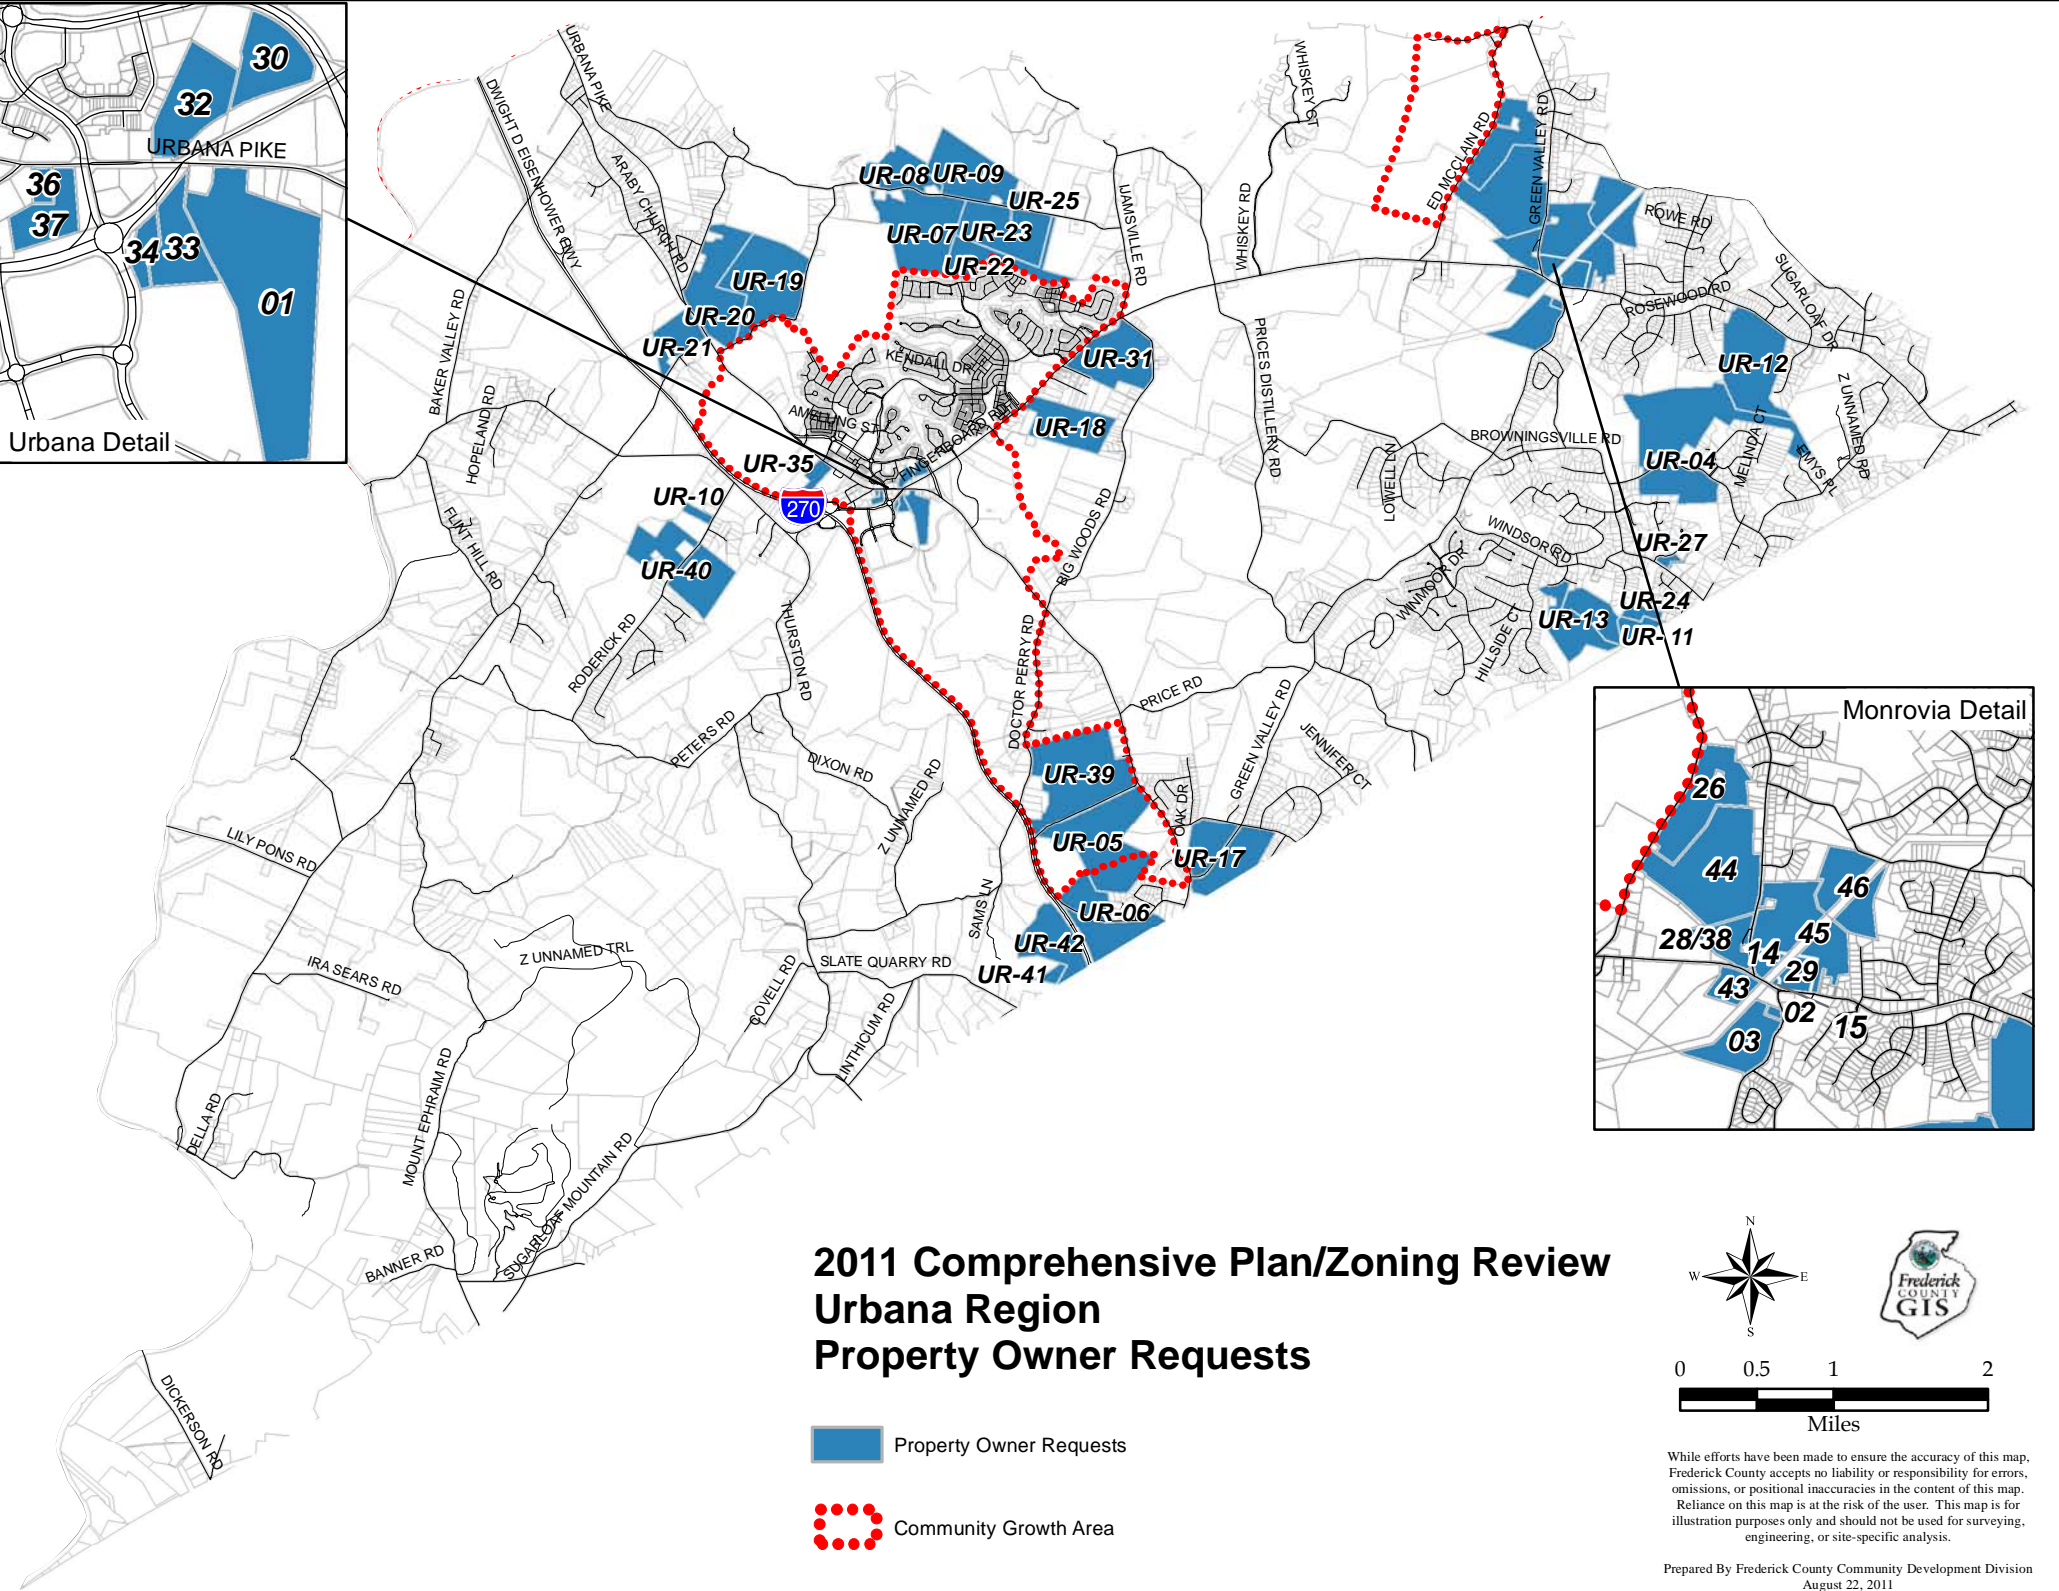 30
32
URBANA PIKE
36
37
34
33
01
Urbana Detail
URBANA PIKE
DWIGHT D EISENHOWER FWY
ARABY CHURCH RD
BAKER VALLEY RD
HOPELAND RD
FLINT HILL RD
UR-08
UR-09
UR-25
UR-07
UR-23
UR-22
UR-19
UR-20
UR-21
IJAMSVILLE RD
WHISKEY CT
WHISKEY RD
ED MCCLAIN RD
GREEN VALLEY RD
ROWE RD
SUGARLOAF DR
ROSEWOOD RD
UR-12
Z UNNAMED RD
KENDALL DR
AMELUNG ST
FINGERBOARD RD
UR-31
UR-18
PRICES DISTILLERY RD
BROWNINGSVILLE RD
UR-04
MELINDA CT
EMYS PL
LOWELL LN
UR-35
270
UR-10
UR-40
BIG WOODS RD
WINDSOR RD
WINMOOR DR
HILLSIDE CT
UR-27
UR-24
UR-13
UR-11
RODERICK RD
THURSTON RD
DOCTOR PERRY RD
PRICE RD
GREEN VALLEY RD
JENNIFER CT
PETERS RD
DIXON RD
Z UNNAMED RD
UR-39
OAK DR
UR-05
UR-17
SAMS LN
UR-06
UR-42
UR-41
LILY PONS RD
IRA SEARS RD
Z UNNAMED TRL
COVELL RD
SLATE QUARRY RD
LINTHICUM RD
DELLA RD
MOUNT EPHRAIM RD
SUGARLOAF MOUNTAIN RD
BANNER RD
DICKERSON RD
Monrovia Detail
26
44
46
28/38
14
45
29
43
02
15
03
2011 Comprehensive Plan/Zoning Review
Urbana Region
Property Owner Requests
Property Owner Requests
Community Growth Area
N
W
E
S
Frederick
COUNTY
GIS
0 0.5 1 2
Miles
While efforts have been made to ensure the accuracy of this map,
Frederick County accepts no liability or responsibility for errors,
omissions, or positional inaccuracies in the content of this map.
Reliance on this map is at the risk of the user. This map is for
illustration purposes only and should not be used for surveying,
engineering, or site-specific analysis.
Prepared By Frederick County Community Development Division
August 22, 2011